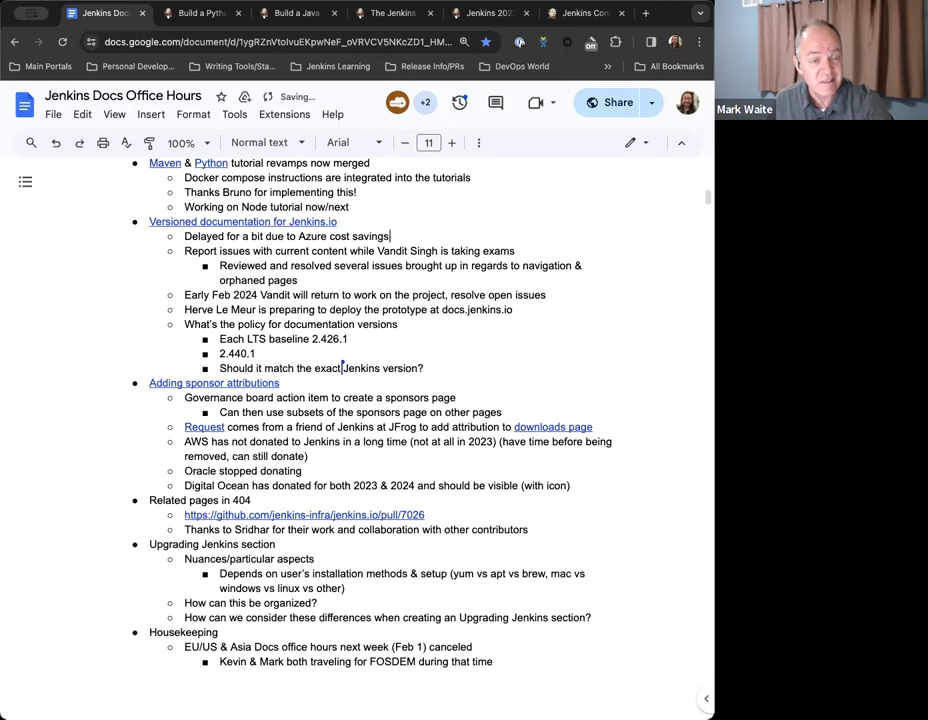 Jenkins Docs
Build a Pyth
Build a Java
The Jenkins
Jenkins 202
Jenkins Con
docs.google.com/document/d/1ygRZnVtoIvuEKpwNeF_oVRVCV5NKcZD1_HM...
Off
Main Portals
Personal Develop...
Writing Tools/Sta...
Jenkins Learning
Release Info/PRs
DevOps World
All Bookmarks
Mark Waite
Jenkins Docs Office Hours
Saving...
+2
Share
File Edit View Insert Format Tools Extensions Help
100% Normal text Arial 11
Maven & Python tutorial revamps now merged
Docker compose instructions are integrated into the tutorials
Thanks Bruno for implementing this!
Working on Node tutorial now/next
Versioned documentation for Jenkins.io
Delayed for a bit due to Azure cost savings
Report issues with current content while Vandit Singh is taking exams
Reviewed and resolved several issues brought up in regards to navigation &
orphaned pages
Early Feb 2024 Vandit will return to work on the project, resolve open issues
Herve Le Meur is preparing to deploy the prototype at docs.jenkins.io
What's the policy for documentation versions
Each LTS baseline 2.426.1
2.440.1
Should it match the exact Jenkins version?
Adding sponsor attributions
Governance board action item to create a sponsors page
Can then use subsets of the sponsors page on other pages
Request comes from a friend of Jenkins at JFrog to add attribution to downloads page
AWS has not donated to Jenkins in a long time (not at all in 2023) (have time before being
removed, can still donate)
Oracle stopped donating
Digital Ocean has donated for both 2023 & 2024 and should be visible (with icon)
Related pages in 404
https://github.com/jenkins-infra/jenkins.io/pull/7026
Thanks to Sridhar for their work and collaboration with other contributors
Upgrading Jenkins section
Nuances/particular aspects
Depends on user's installation methods & setup (yum vs apt vs brew, mac vs
windows vs linux vs other)
How can this be organized?
How can we consider these differences when creating an Upgrading Jenkins section?
Housekeeping
EU/US & Asia Docs office hours next week (Feb 1) canceled
Kevin & Mark both traveling for FOSDEM during that time